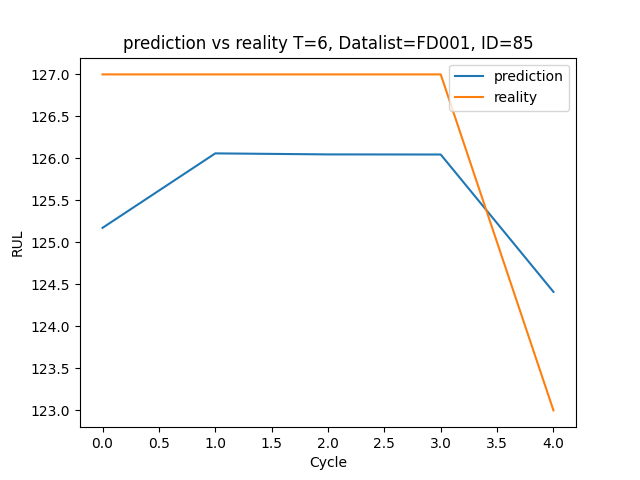 prediction vs reality T=6, Datalist=FD001, ID=85
prediction
reality
127.0
126.5
126.0
125.5
125.0
124.5
124.0
123.5
123.0
RUL
0.0 0.5 1.0 1.5 2.0 2.5 3.0 3.5 4.0
Cycle